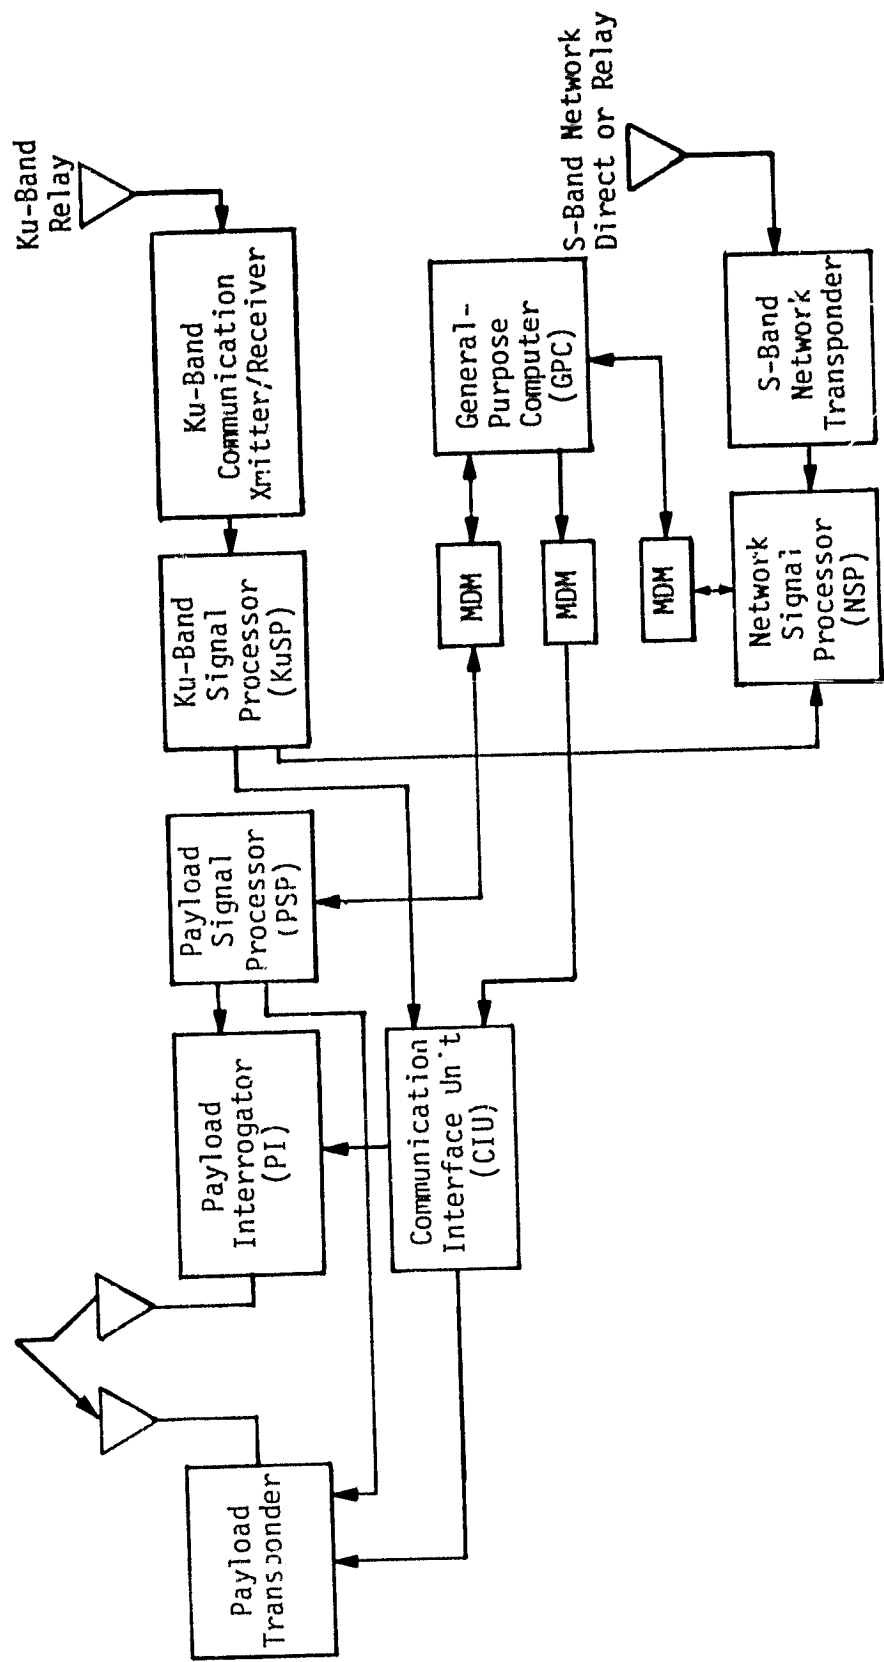 Ku-Band
Relay
Ku-Band
Communication
Xmitter/Receiver
Ku-Band
Signal
Processor
(KuSP)
Payload
Signal
Processor
(PSP)
Payload
Interrogator
(PI)
Payload
Transponder
Communication
Interface Unit
(CIU)
General-
Purpose
Computer
(GPC)
MDM
MDM
MDM
S-Band Network
Direct or Relay
S-Band
Network
Transponder
Network
Signal
Processor
(NSP)